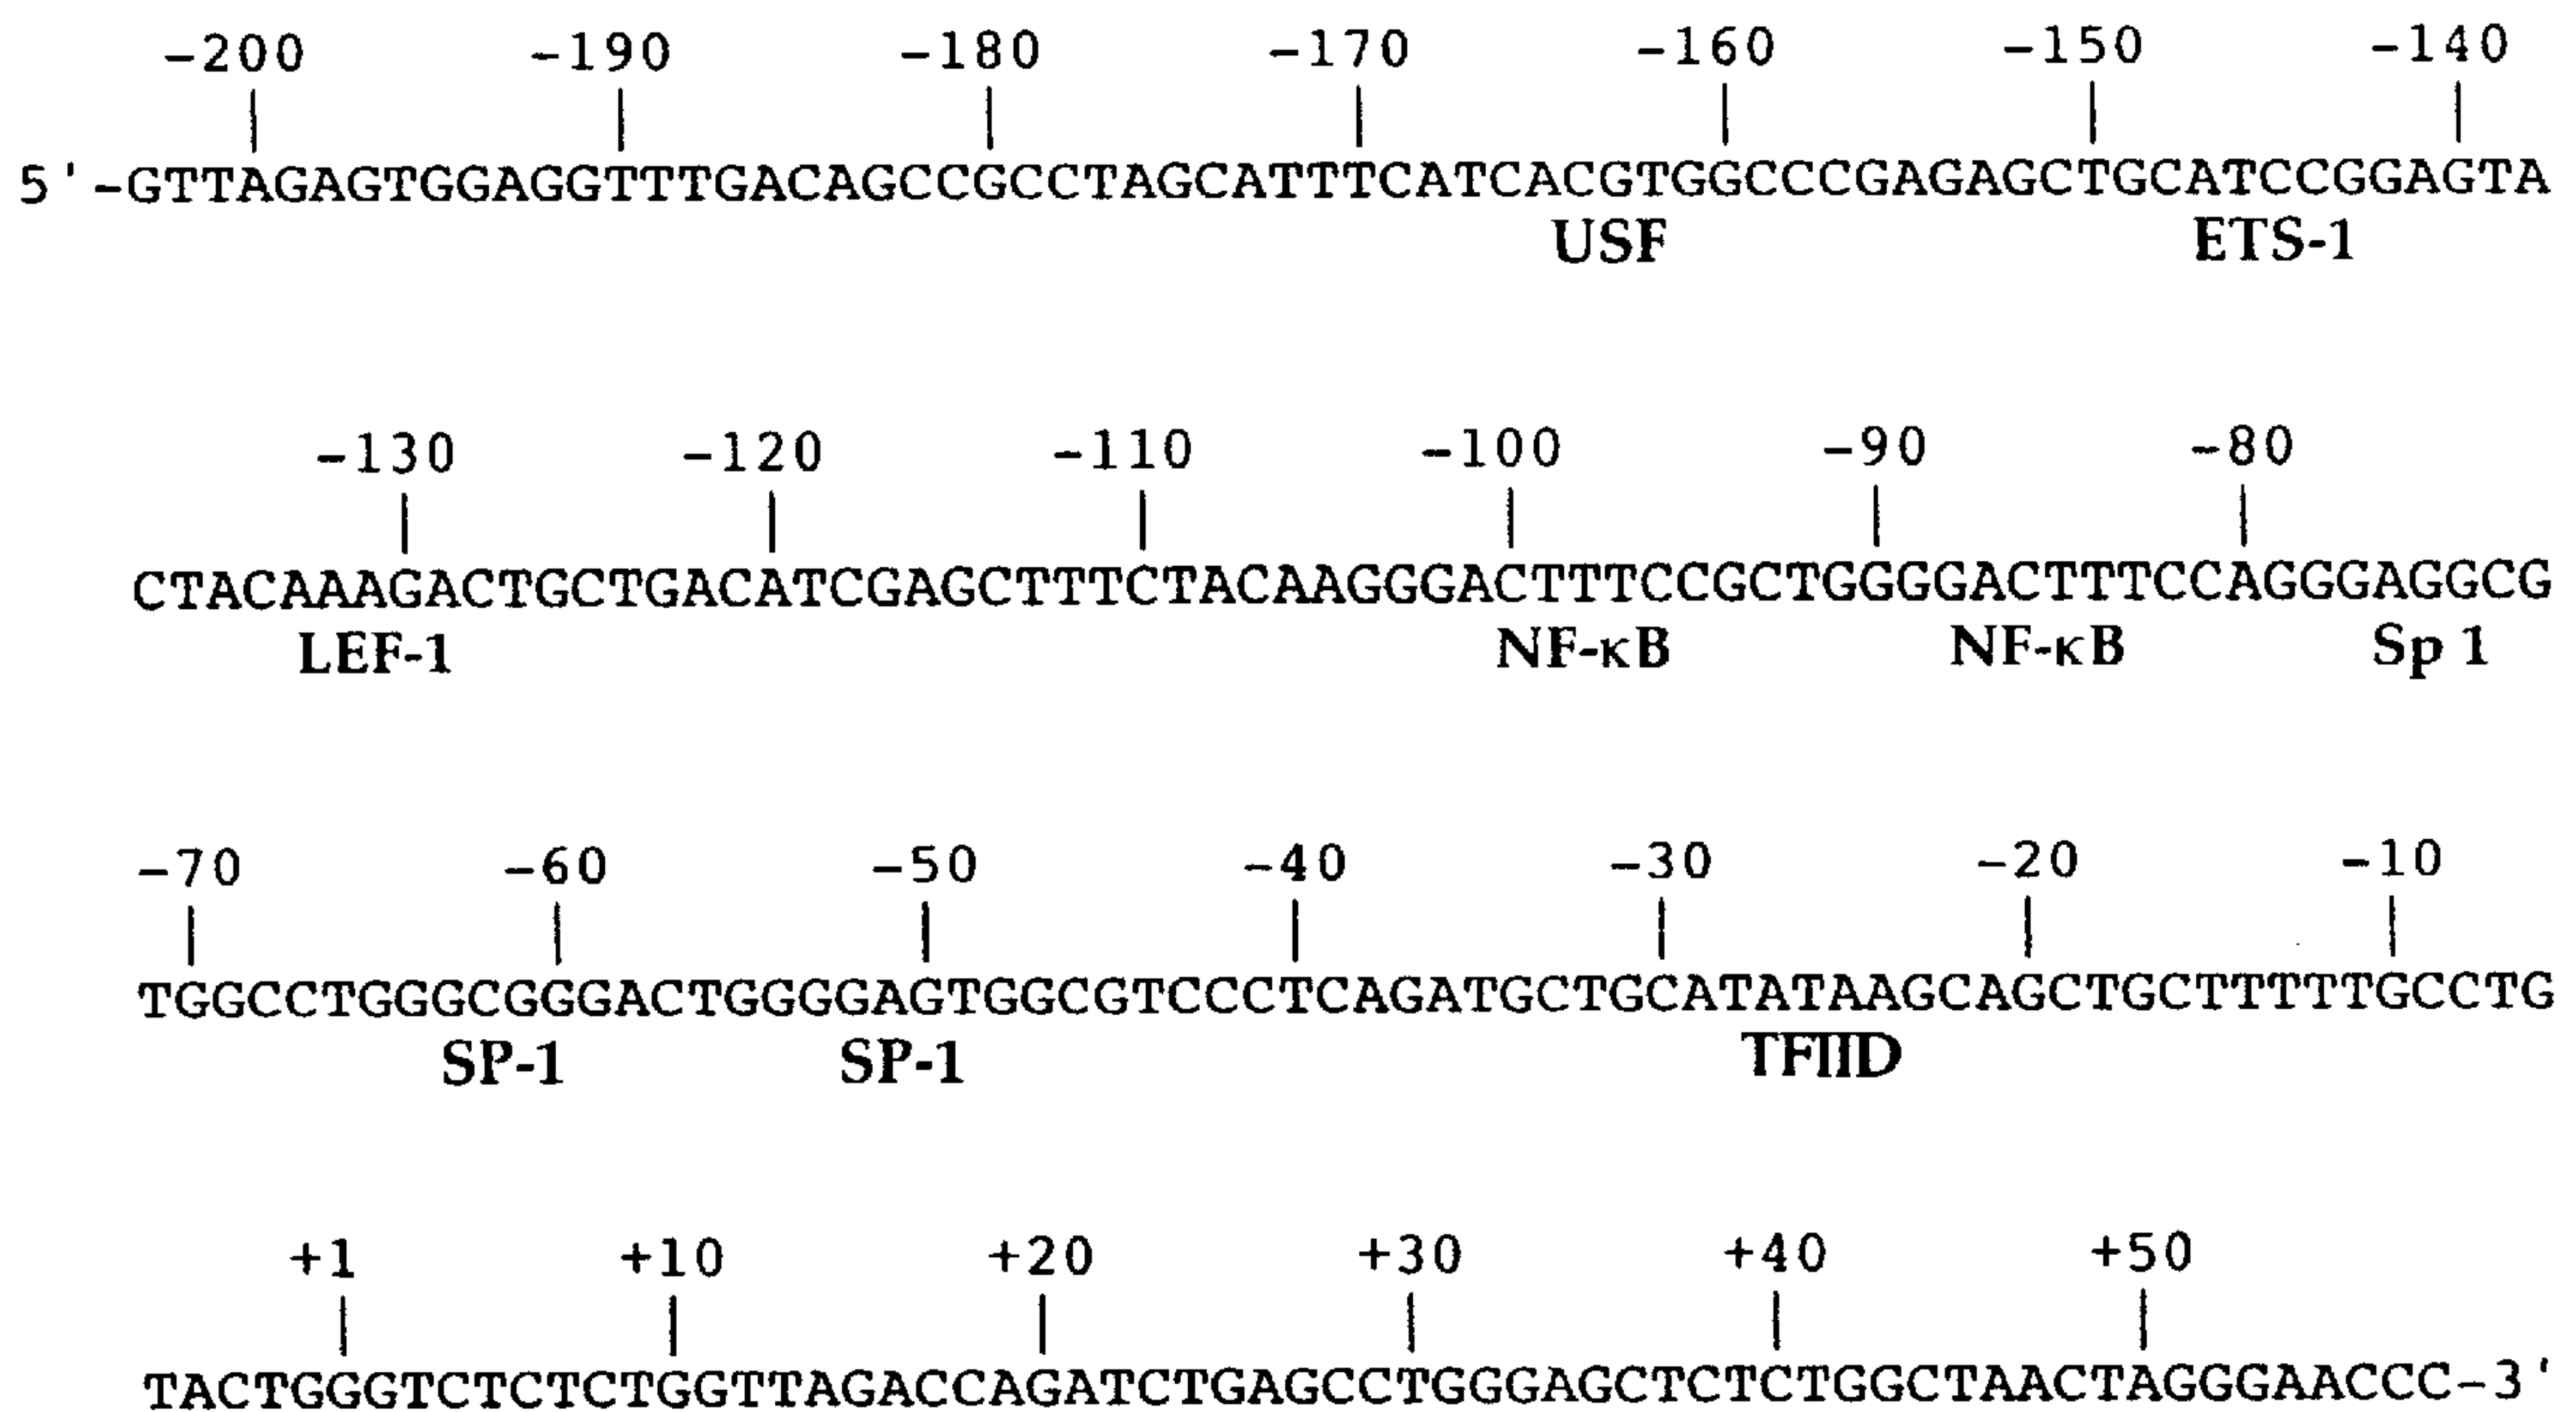 -200 -190 -180 -170 -160 -150 -140
5'-GTTAGAGTGGAGGTTTGACAGCCGCCTAGCATTTCATCACGTGGCCCGAGAGCTGCATCCGGAGTA
USF ETS-1
-130 -120 -110 -100 -90 -80
CTACAAAGACTGCTGACATCGAGCTTTCTACAAGGGACTTTCCGCTGGGGACTTTCCAGGGAGGCG
LEF-1 NF-κB NF-κB Sp 1
-70 -60 -50 -40 -30 -20 -10
TGGCCTGGGCGGGACTGGGGAGTGGCGTCCCTCAGATGCTGCATATAAGCAGCTGCTTTTTGCCTG
SP-1 SP-1 TFIID
+1 +10 +20 +30 +40 +50
TACTGGGTCTCTCTGGTTAGACCAGATCTGAGCCTGGGAGCTCTCTGGCTAACTAGGGAACCC-3'